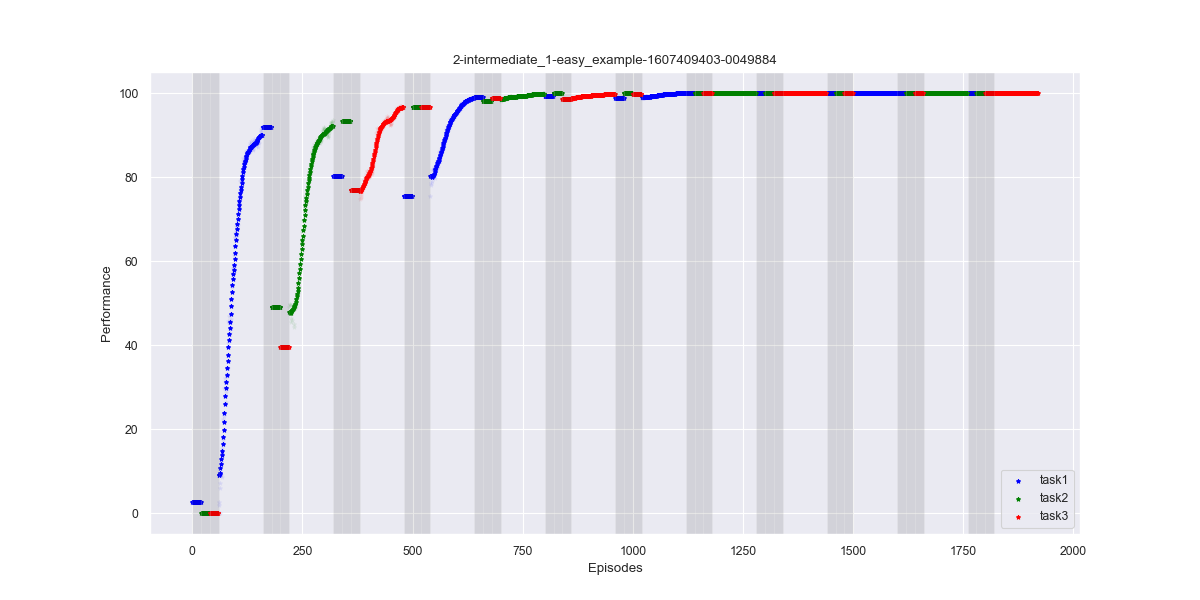 2-intermediate_1-easy_example-1607409403-0049884
100
80
60
40
20
0
Performance
0 250 500 750 1000 1250 1500 1750 2000
Episodes
task1
task2
task3